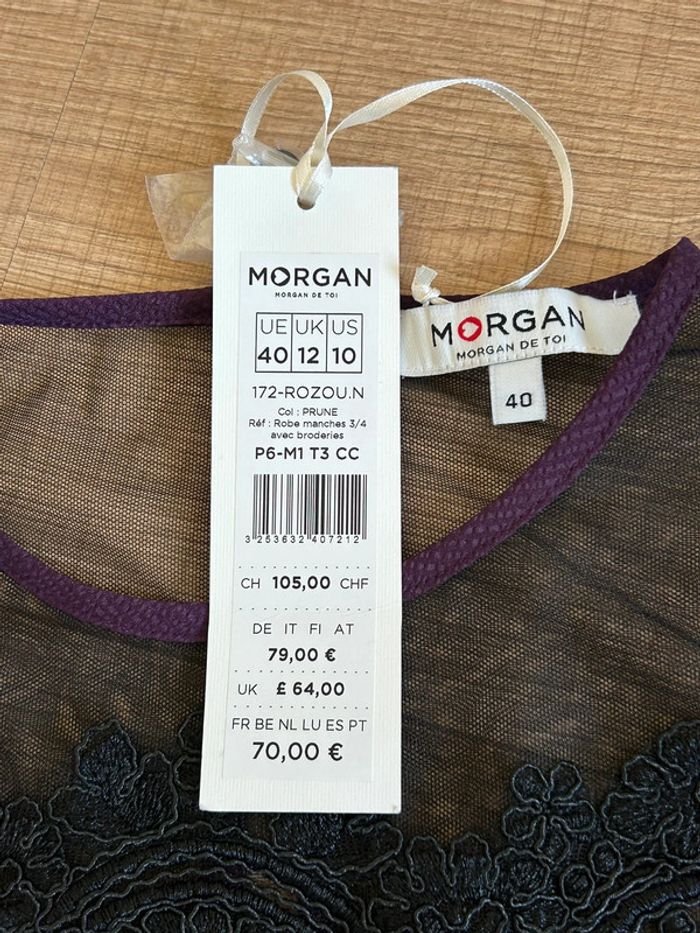 MORGAN
MORGAN DE TOI
UE UK US
40 12 10
172-ROZOU.N
Col : PRUNE
Réf : Robe manches 3/4
avec broderies
P6-M1 T3 CC
3 253632 407212
CH 105,00 CHF
DE IT FI AT
79,00 €
UK £ 64,00
FR BE NL LU ES PT
70,00 €
MORGAN
MORGAN DE TOI
40